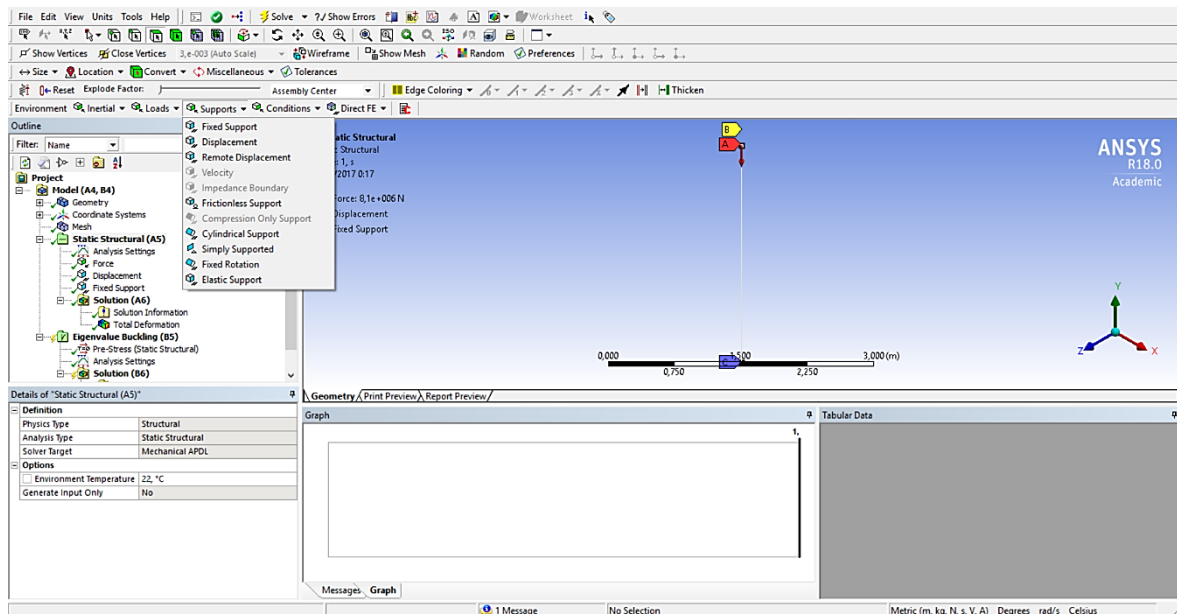 File Edit View Units Tools Help Solve ?/ Show Errors A Worksheet
Show Vertices Close Vertices 3,e-003 (Auto Scale) Wireframe Show Mesh Random Preferences
Size Location Convert Miscellaneous Tolerances
Reset Explode Factor: Assembly Center Edge Coloring Thicken
Environment Inertial Loads Supports Conditions Direct FE
Outline
Filter: Name
Project
Model (A4, B4)
Geometry
Coordinate Systems
Mesh
Static Structural (A5)
Analysis Settings
Force
Displacement
Fixed Support
Solution (A6)
Solution Information
Total Deformation
Eigenvalue Buckling (B5)
Pre-Stress (Static Structural)
Analysis Settings
Solution (B6)
Fixed Support
Displacement
Remote Displacement
Velocity
Impedance Boundary
Frictionless Support
Compression Only Support
Cylindrical Support
Simply Supported
Fixed Rotation
Elastic Support
atic Structural
Structural
: 1, s
/2017 0:17
orce: 8,1e+006 N
Displacement
ixed Support
B
A
ANSYS
R18.0
Academic
Y
Z
X
0,000 1,500 3,000 (m)
0,750 2,250
Geometry Print Preview Report Preview
Details of "Static Structural (A5)"
Definition
Physics Type Structural
Analysis Type Static Structural
Solver Target Mechanical APDL
Options
Environment Temperature 22, °C
Generate Input Only No
Graph
1,
Messages Graph
Tabular Data
1 Message No Selection Metric (m, kg, N, s, V, A) Degrees rad/s Celsius